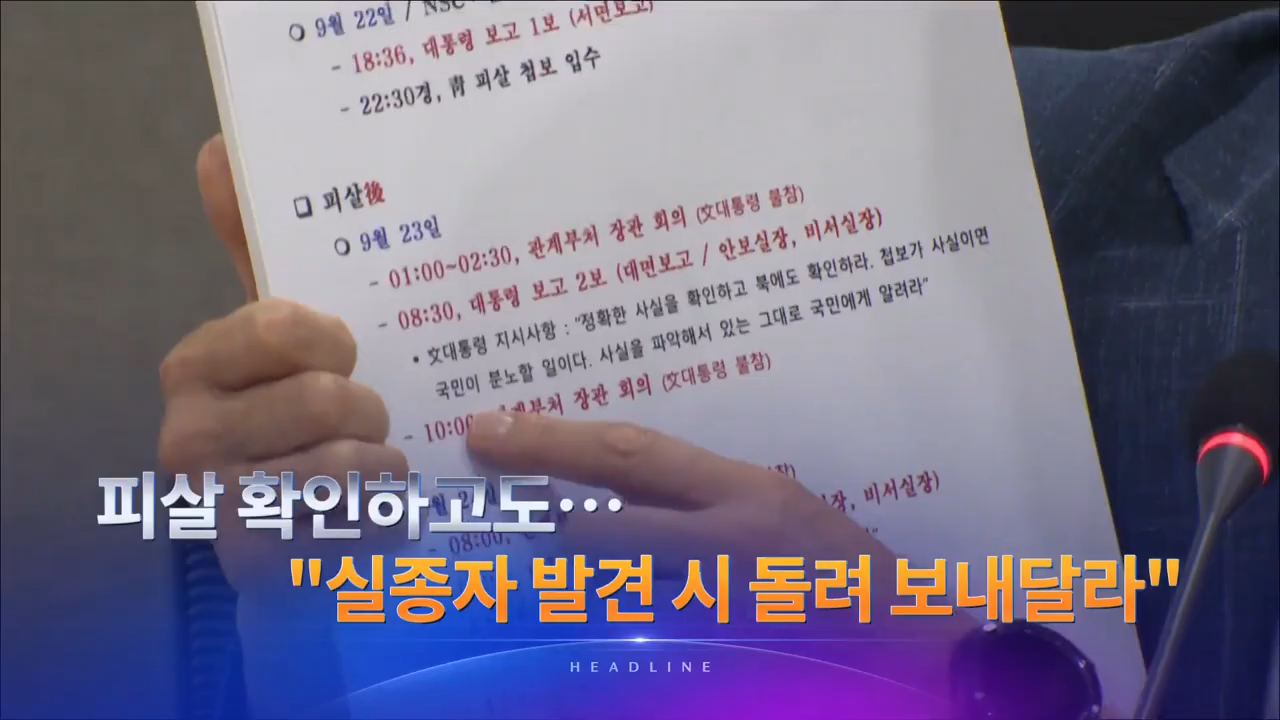 ○ 9월 22일 / NSC
- 18:36, 대통령 보고 1보 (서면보고)
- 22:30경, 靑 피살 첩보 입수
❑ 피살後
○ 9월 23일
- 01:00~02:30, 관계부처 장관 회의 (文대통령 불참)
- 08:30, 대통령 보고 2보 (대면보고 / 안보실장, 비서실장)
• 文대통령 지시사항 : "정확한 사실을 확인하고 북에도 확인하라. 첩보가 사실이면
국민이 분노할 일이다. 사실을 파악해서 있는 그대로 국민에게 알려라"
- 10:00, 관계부처 장관 회의 (文대통령 불참)
- 08:00, 비서실장)
피살 확인하고도…
"실종자 발견 시 돌려 보내달라"
HEADLINE